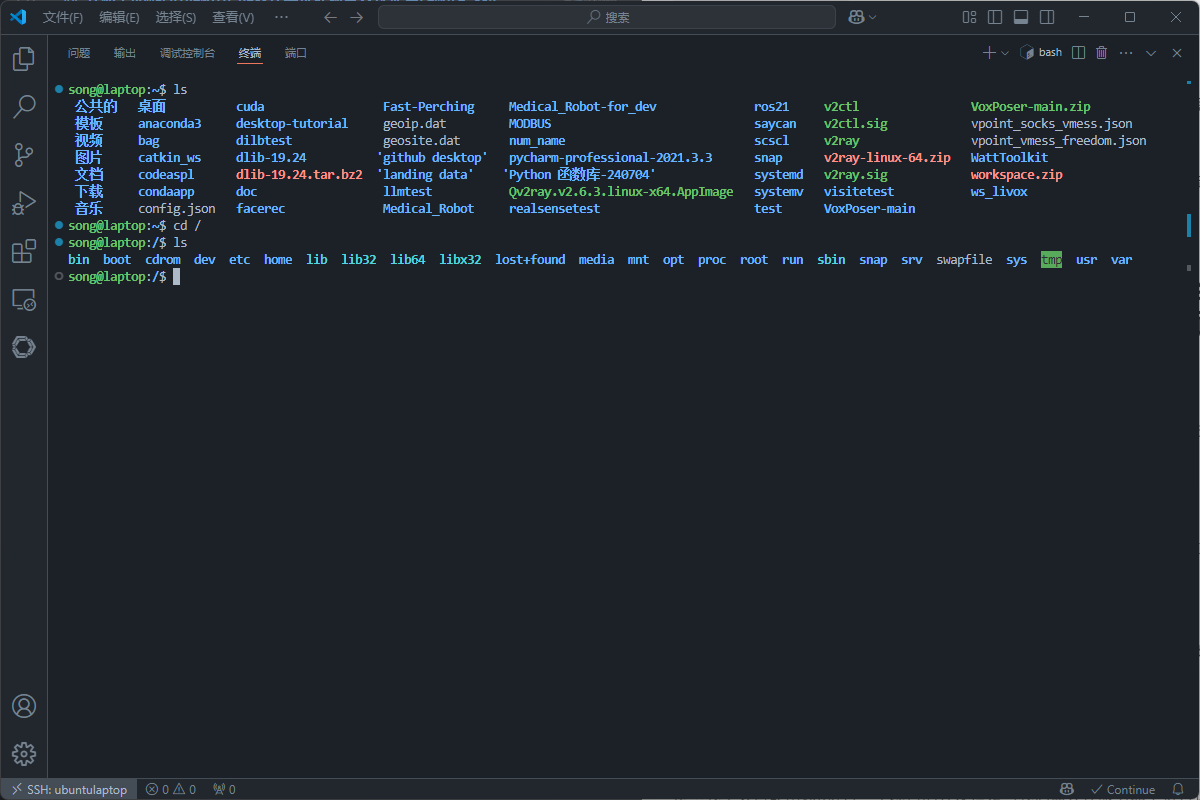 文件(F) 编辑(E) 选择(S) 查看(V) ··· 搜索
问题 输出 调试控制台 终端 端口 bash
song@laptop:~$ ls
公共的 桌面 cuda Fast-Perching Medical_Robot-for_dev ros21 v2ctl VoxPoser-main.zip
模板 anaconda3 desktop-tutorial geoip.dat MODBUS saycan v2ctl.sig vpoint_socks_vmess.json
视频 bag dilbtest geosite.dat num_name scscl v2ray vpoint_vmess_freedom.json
图片 catkin_ws dlib-19.24 'github desktop' pycharm-professional-2021.3.3 snap v2ray-linux-64.zip WattToolkit
文档 codeaspl dlib-19.24.tar.bz2 'landing data' 'Python 函数库-240704' systemd v2ray.sig workspace.zip
下载 condaapp doc llmtest Qv2ray.v2.6.3.linux-x64.AppImage systemv visitetest ws_livox
音乐 config.json facerec Medical_Robot realsensetest test VoxPoser-main
song@laptop:~$ cd /
song@laptop:/$ ls
bin boot cdrom dev etc home lib lib32 lib64 libx32 lost+found media mnt opt proc root run sbin snap srv swapfile sys tmp usr var
song@laptop:/$
SSH: ubuntulaptop 0 0 0 Continue